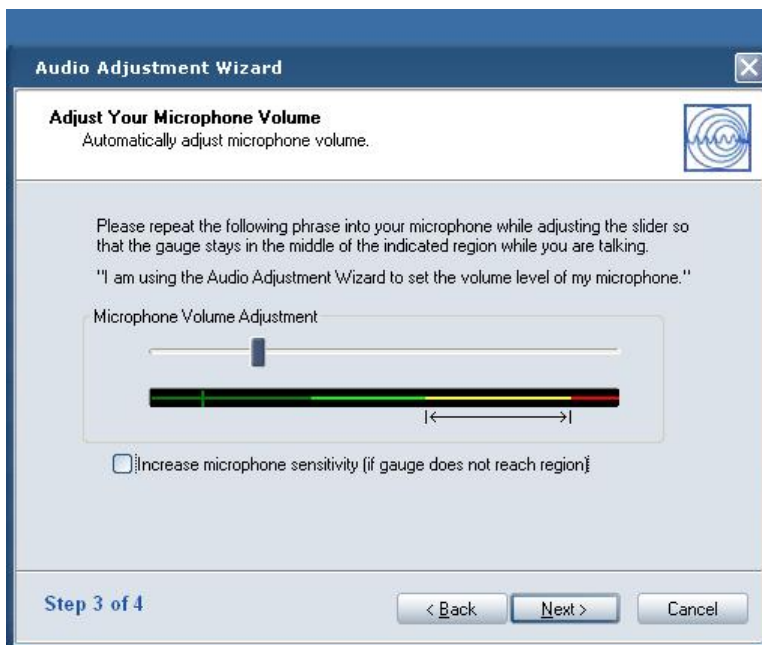 Audio Adjustment Wizard
Adjust Your Microphone Volume
Automatically adjust microphone volume.
Please repeat the following phrase into your microphone while adjusting the slider so
that the gauge stays in the middle of the indicated region while you are talking.
"I am using the Audio Adjustment Wizard to set the volume level of my microphone."
Microphone Volume Adjustment
Increase microphone sensitivity (if gauge does not reach region)
Step 3 of 4
< Back
Next >
Cancel